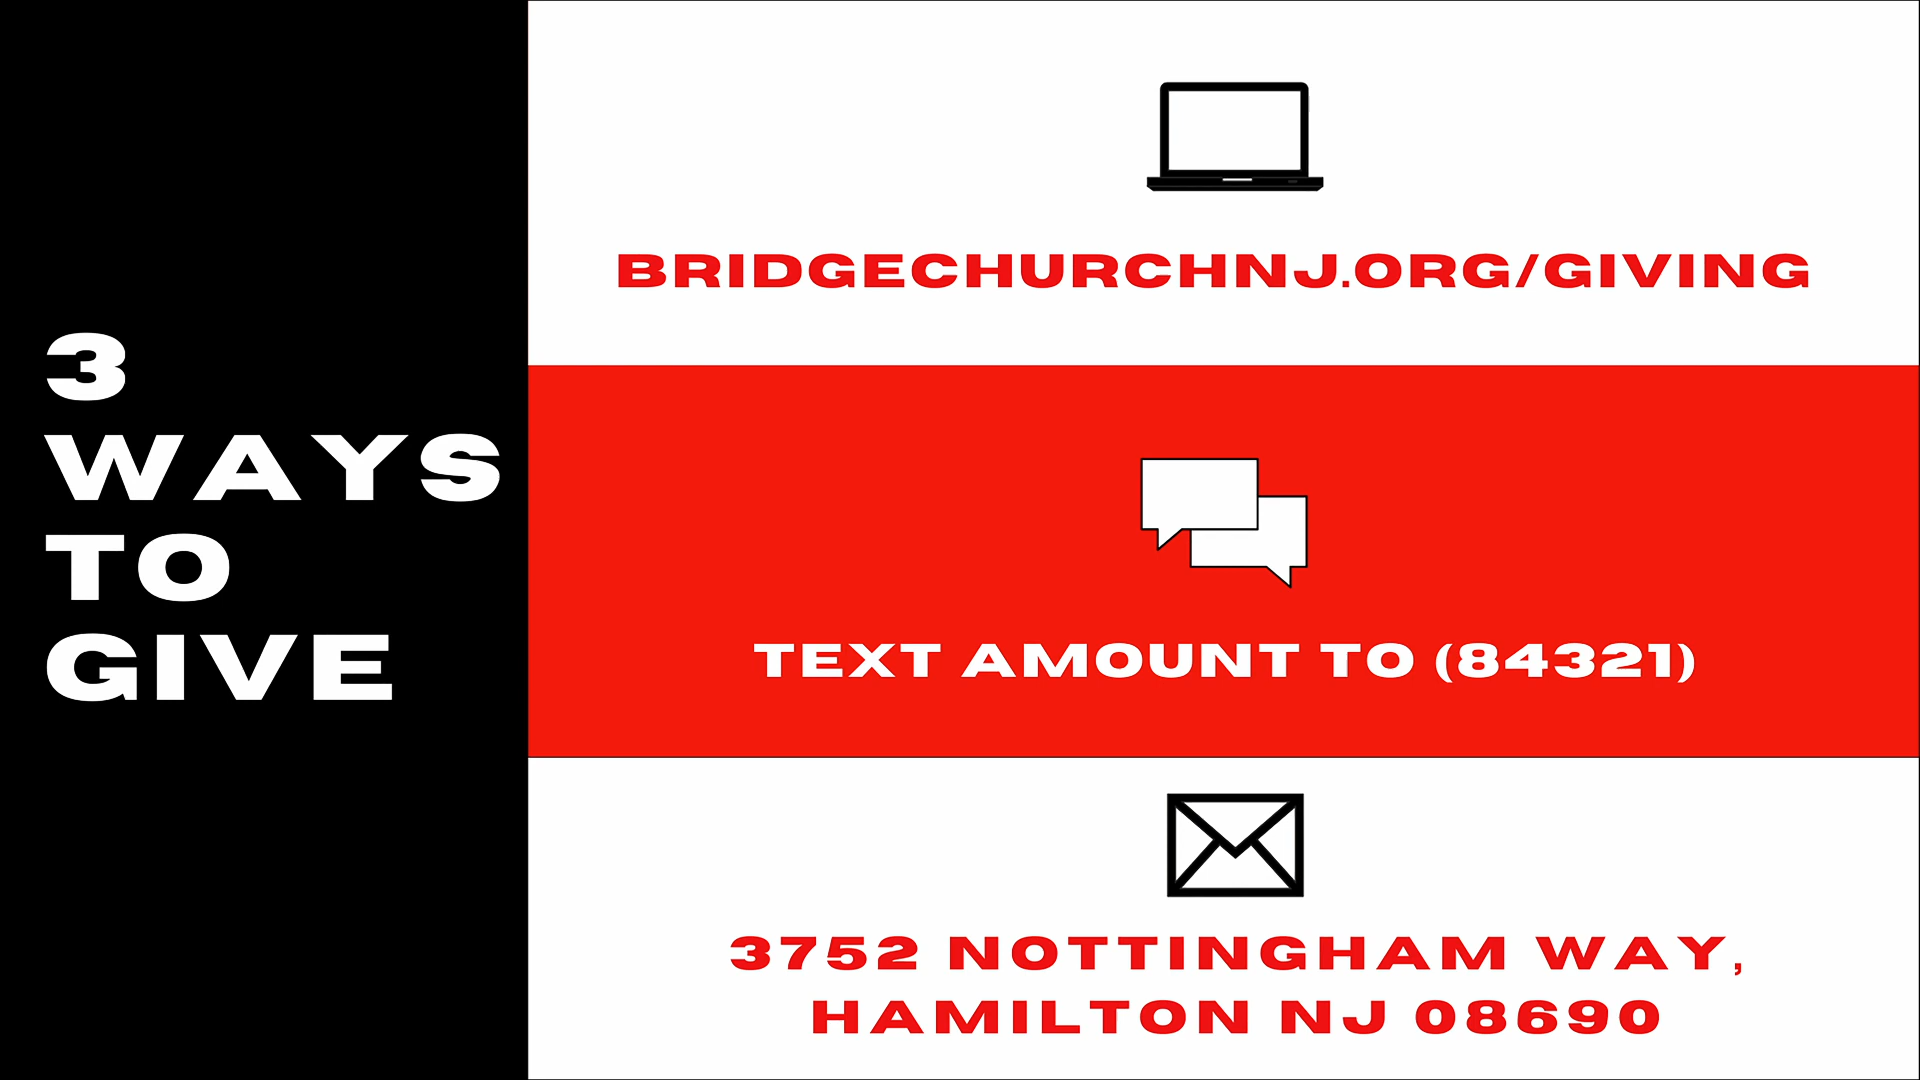 3
WAYS
TO
GIVE
BRIDGECHURCHNJ.ORG/GIVING
TEXT AMOUNT TO (84321)
3752 NOTTINGHAM WAY,
HAMILTON NJ 08690